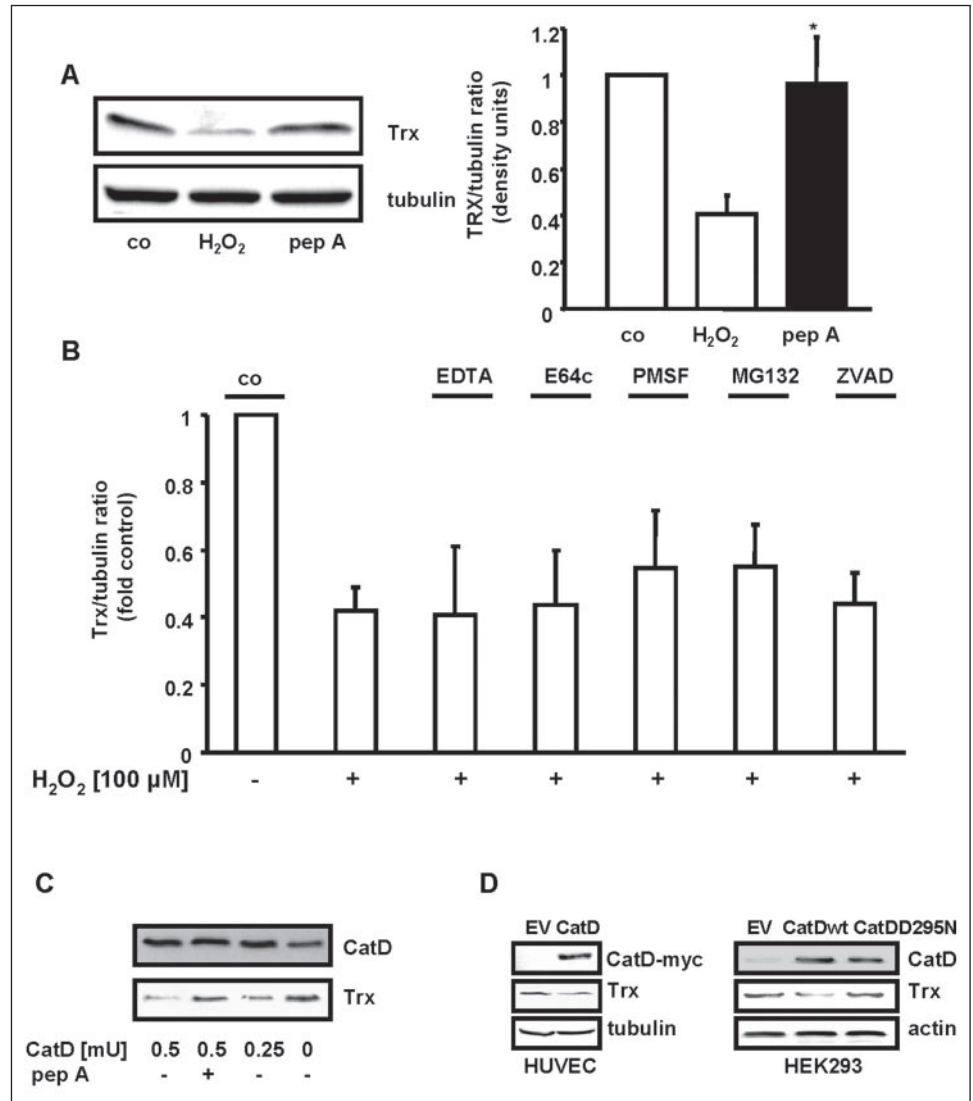 A
Trx
tubulin
co H₂O₂ pep A
TRX/tubulin ratio
(density units)
1.2
1
0.8
0.6
0.4
0.2
0
*
co H₂O₂ pep A
B
co EDTA E64c PMSF MG132 ZVAD
Trx/tubulin ratio
(fold control)
1
0.8
0.6
0.4
0.2
0
H₂O₂ [100 µM] - + + + + + +
C
CatD
Trx
CatD [mU] 0.5 0.5 0.25 0
pep A - + - -
D
EV CatD
CatD-myc
Trx
tubulin
HUVEC
EV CatDwt CatDD295N
CatD
Trx
actin
HEK293